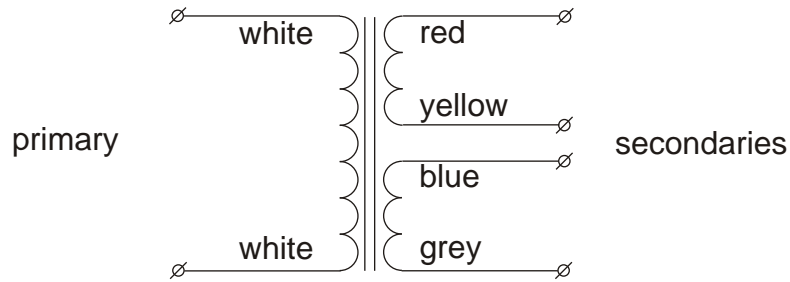 white
red
yellow
primary
secondaries
blue
white
grey